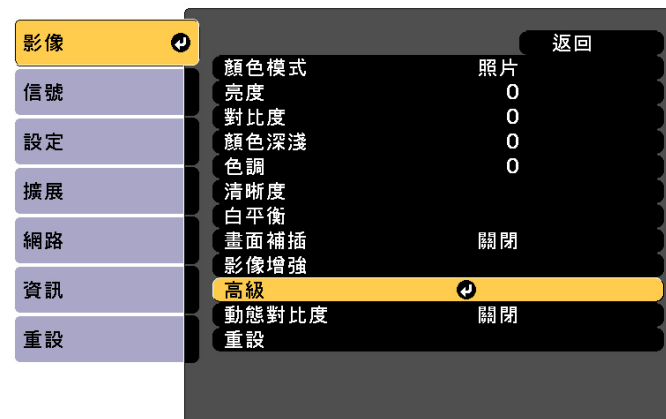 影像
信號
設定
擴展
網路
資訊
重設
返回
顏色模式 照片
亮度 0
對比度 0
顏色深淺 0
色調 0
清晰度
白平衡
畫面補插 關閉
影像增強
高級
動態對比度 關閉
重設